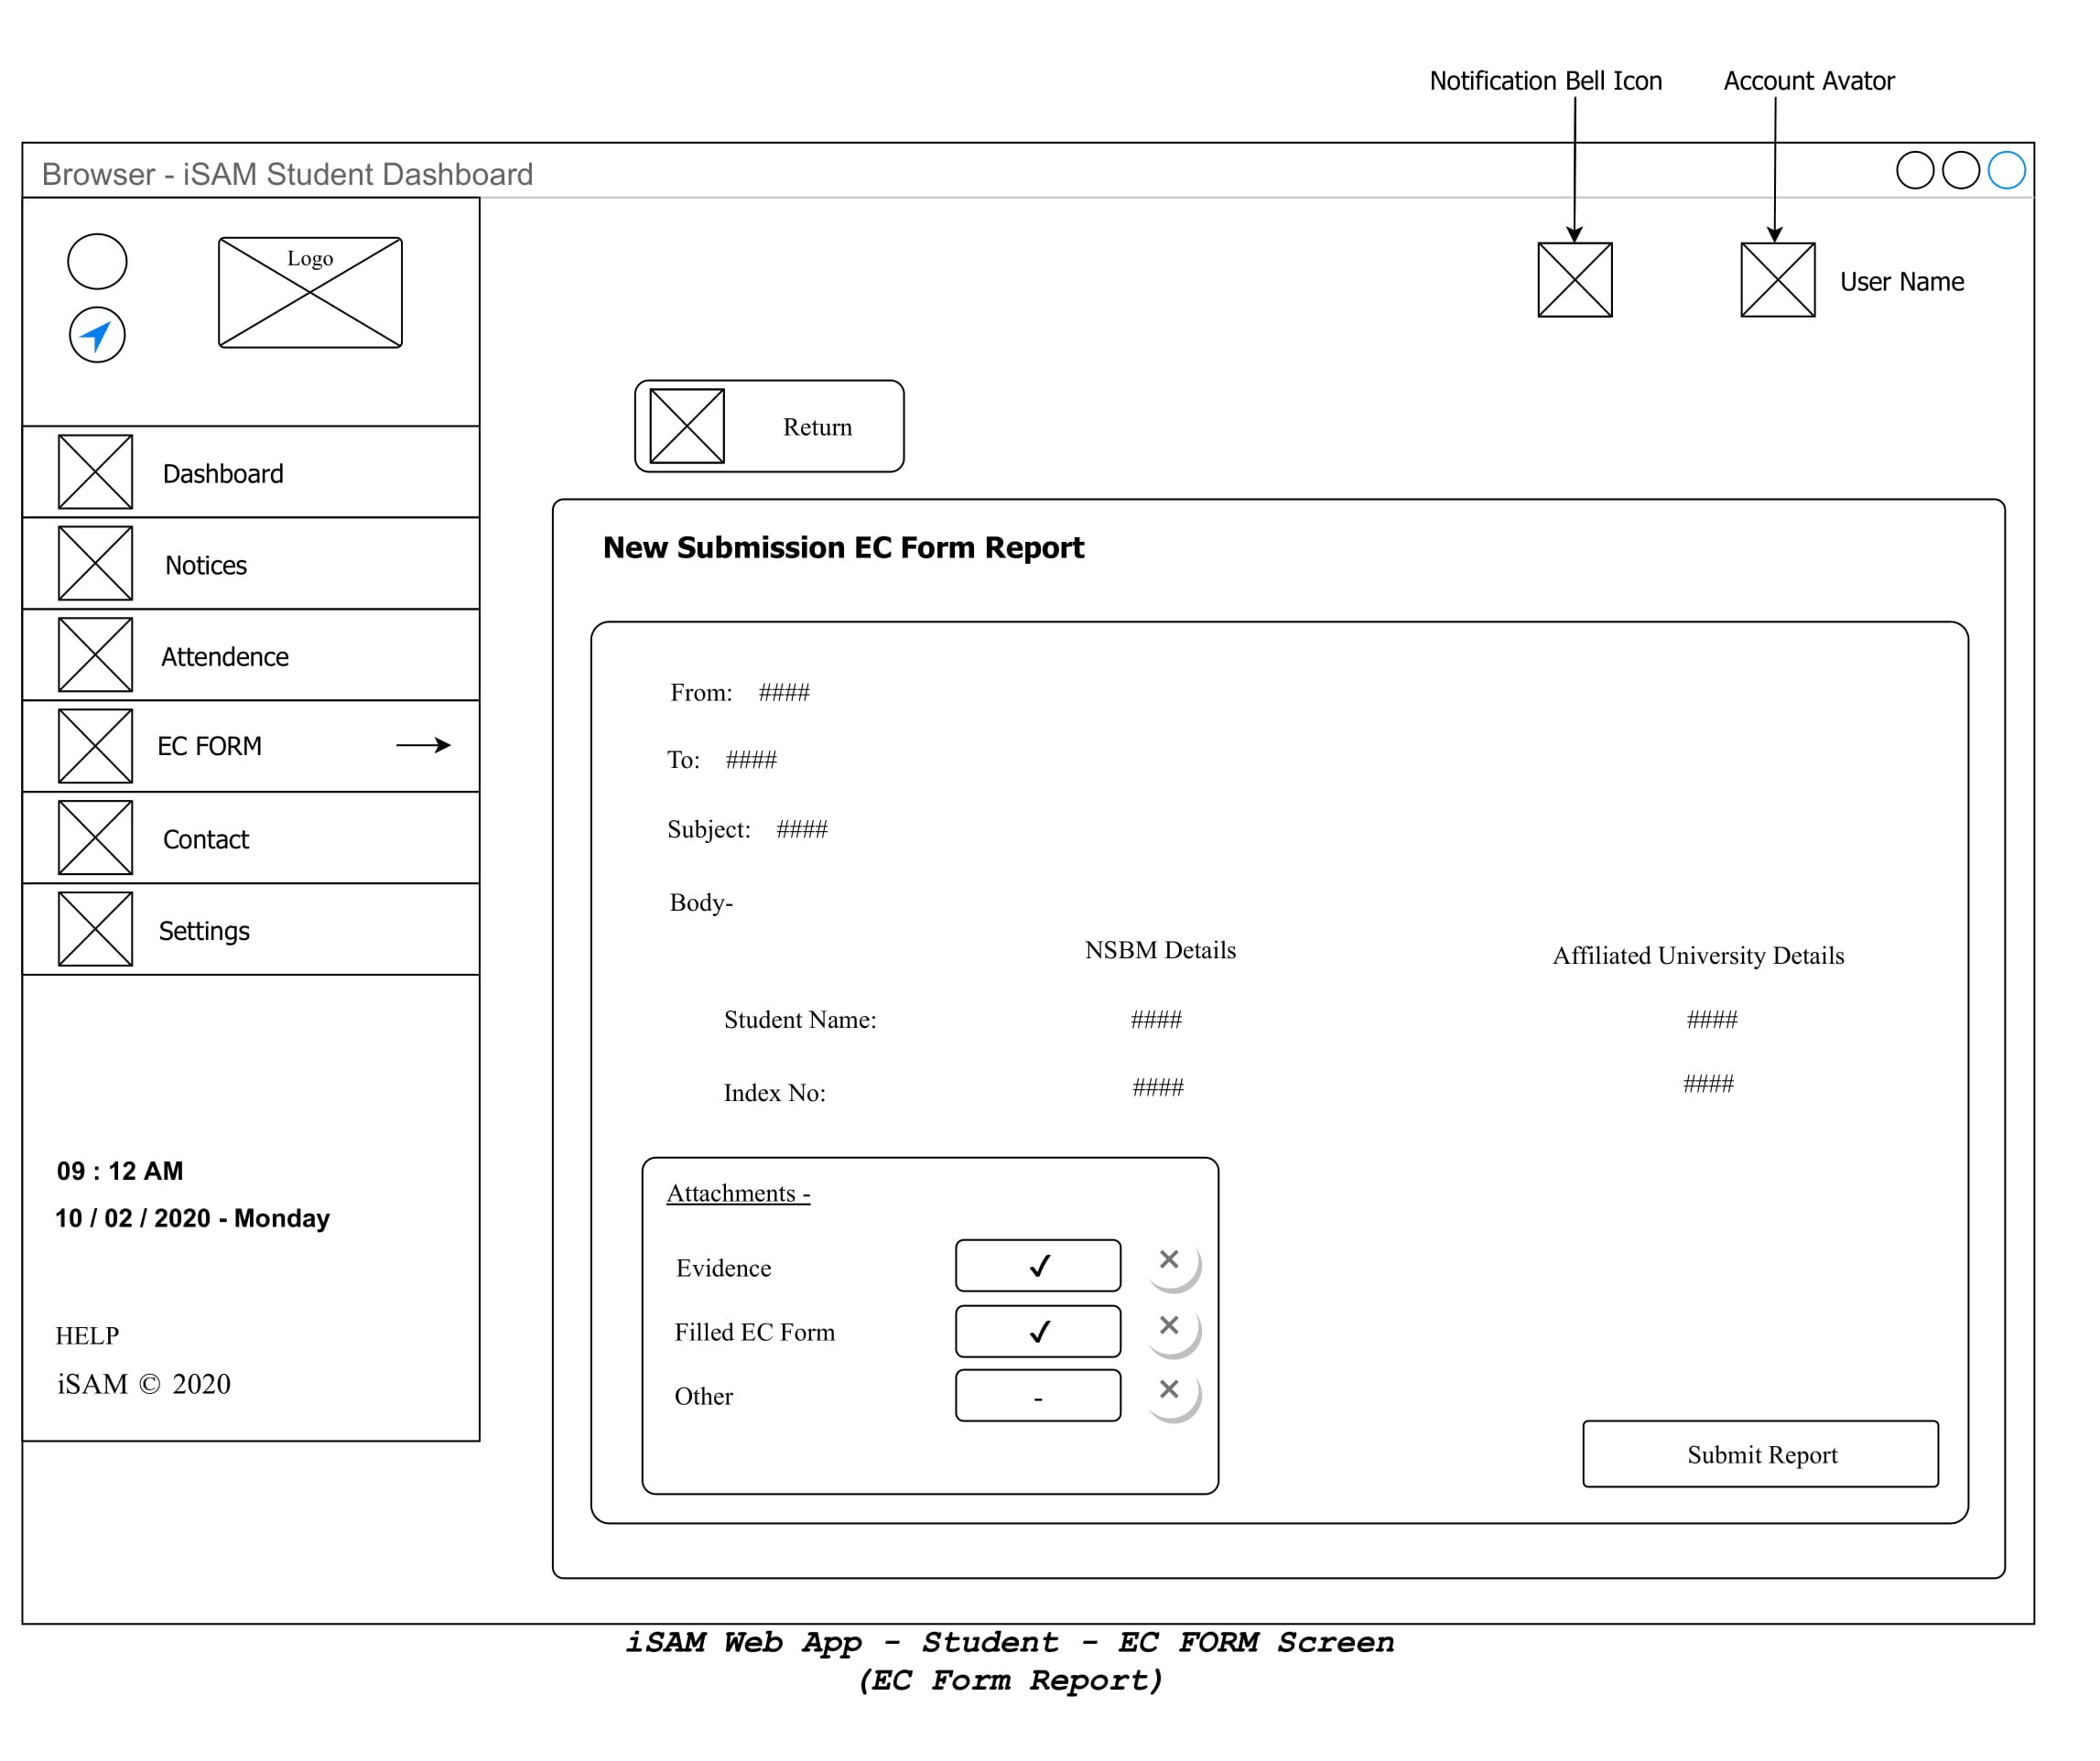 Notification Bell Icon
Account Avator
Browser - iSAM Student Dashboard
Logo
User Name
Return
Dashboard
Notices
Attendence
EC FORM
Contact
Settings
09 : 12 AM
10 / 02 / 2020 - Monday
HELP
iSAM © 2020
New Submission EC Form Report
From: ####
To: ####
Subject: ####
Body-
NSBM Details
Affiliated University Details
Student Name: #### ####
Index No: #### ####
Attachments -
Evidence ✓ ×
Filled EC Form ✓ ×
Other - ×
Submit Report
iSAM Web App - Student - EC FORM Screen
(EC Form Report)